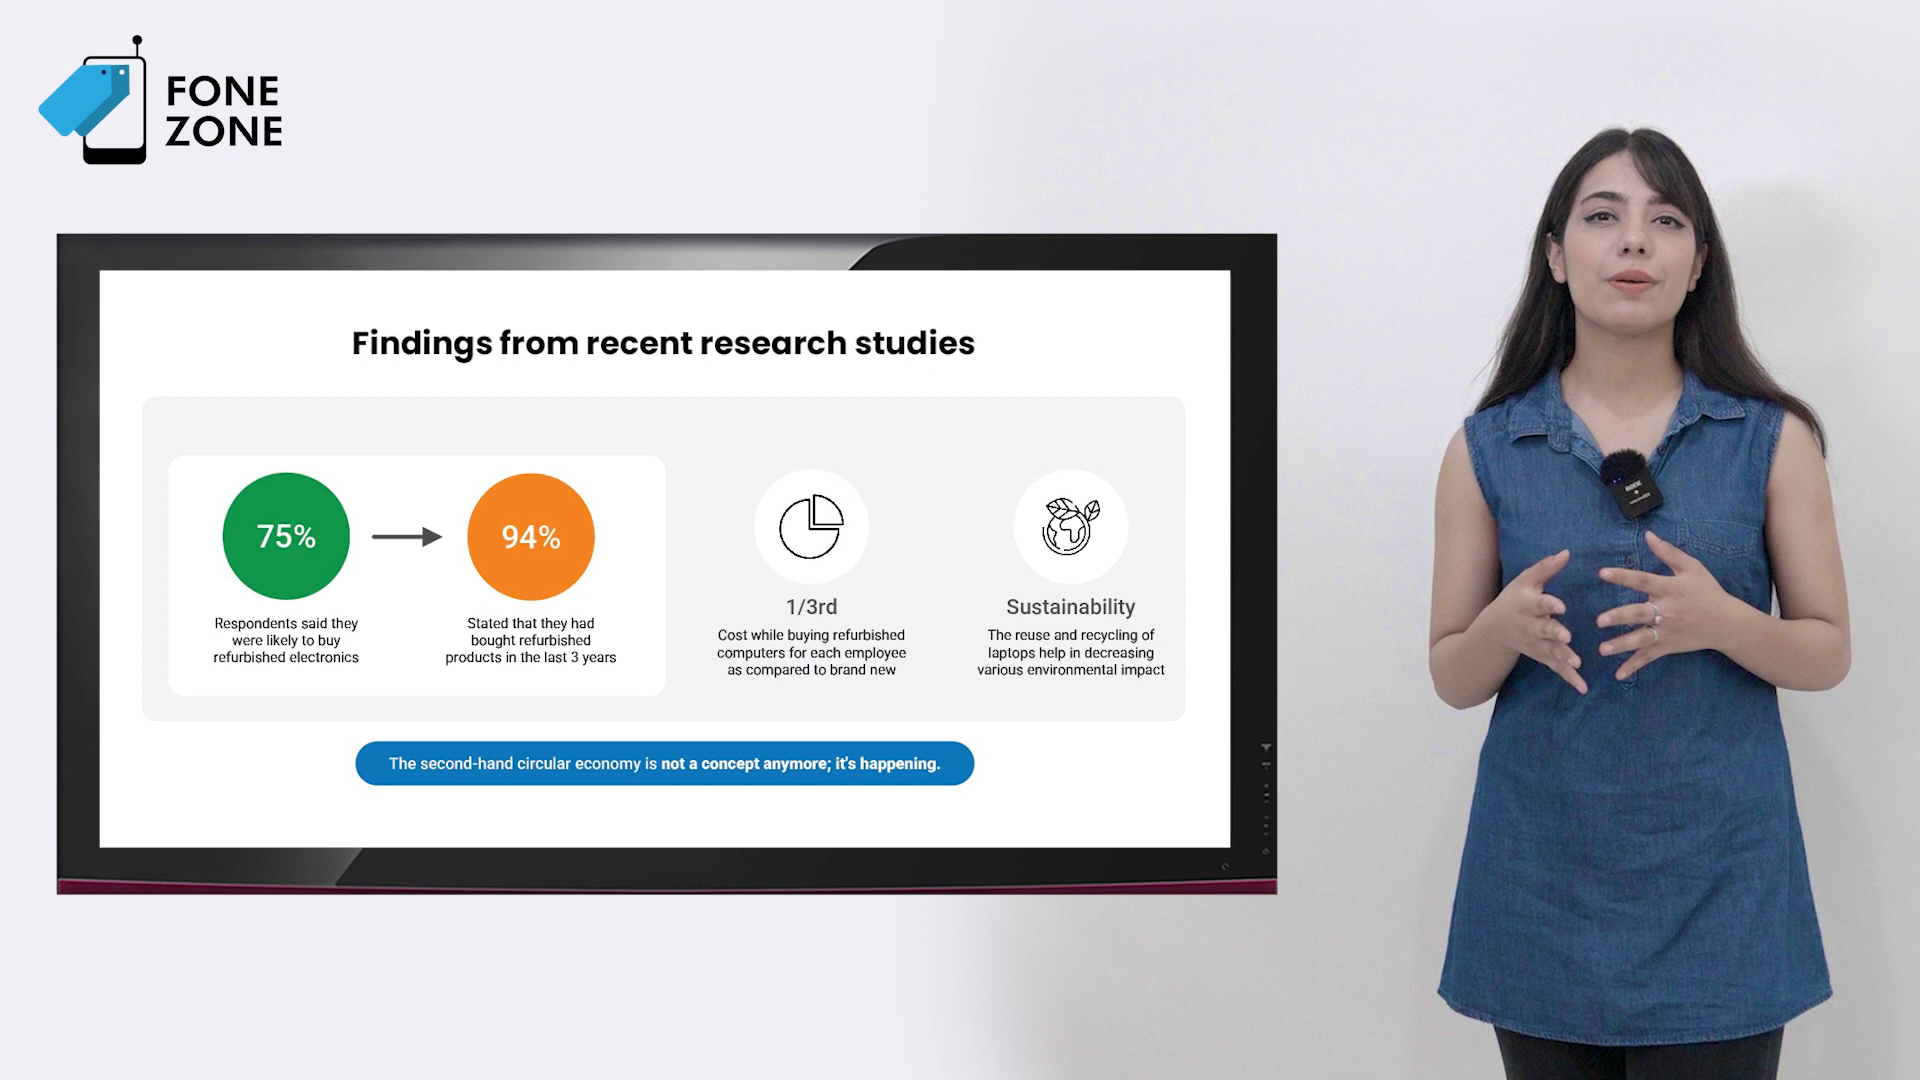 FONE
ZONE
Findings from recent research studies
75%
94%
Respondents said they
were likely to buy
refurbished electronics
Stated that they had
bought refurbished
products in the last 3 years
1/3rd
Cost while buying refurbished
computers for each employee
as compared to brand new
Sustainability
The reuse and recycling of
laptops help in decreasing
various environmental impact
The second-hand circular economy is not a concept anymore; it's happening.
RODE